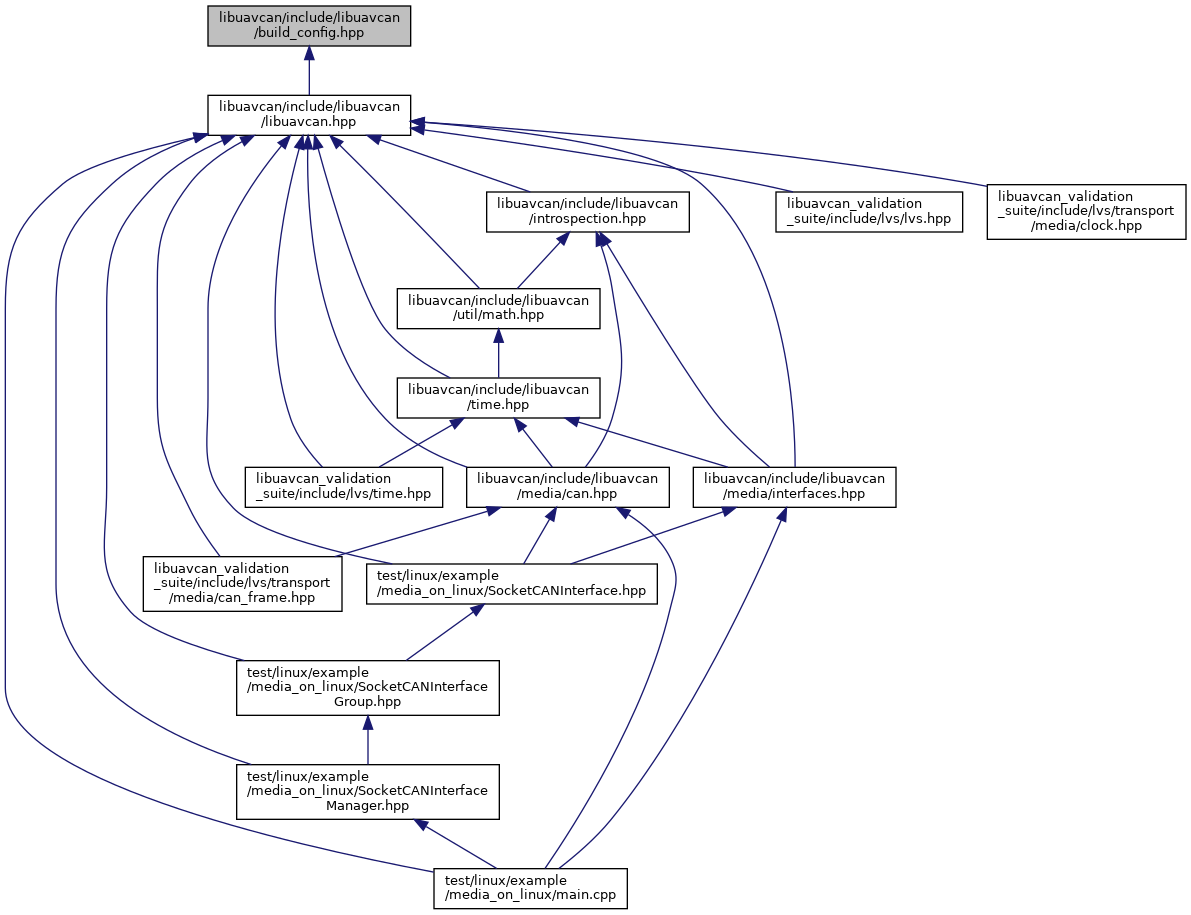 libuavcan/include/libuavcan
/build_config.hpp
libuavcan/include/libuavcan
/libuavcan.hpp
libuavcan/include/libuavcan
/introspection.hpp
libuavcan_validation
_suite/include/lvs/lvs.hpp
libuavcan_validation
_suite/include/lvs/transport
/media/clock.hpp
libuavcan/include/libuavcan
/util/math.hpp
libuavcan/include/libuavcan
/time.hpp
libuavcan_validation
_suite/include/lvs/time.hpp
libuavcan/include/libuavcan
/media/can.hpp
libuavcan/include/libuavcan
/media/interfaces.hpp
libuavcan_validation
_suite/include/lvs/transport
/media/can_frame.hpp
test/linux/example
/media_on_linux/SocketCANInterface.hpp
test/linux/example
/media_on_linux/SocketCANInterface
Group.hpp
test/linux/example
/media_on_linux/SocketCANInterface
Manager.hpp
test/linux/example
/media_on_linux/main.cpp